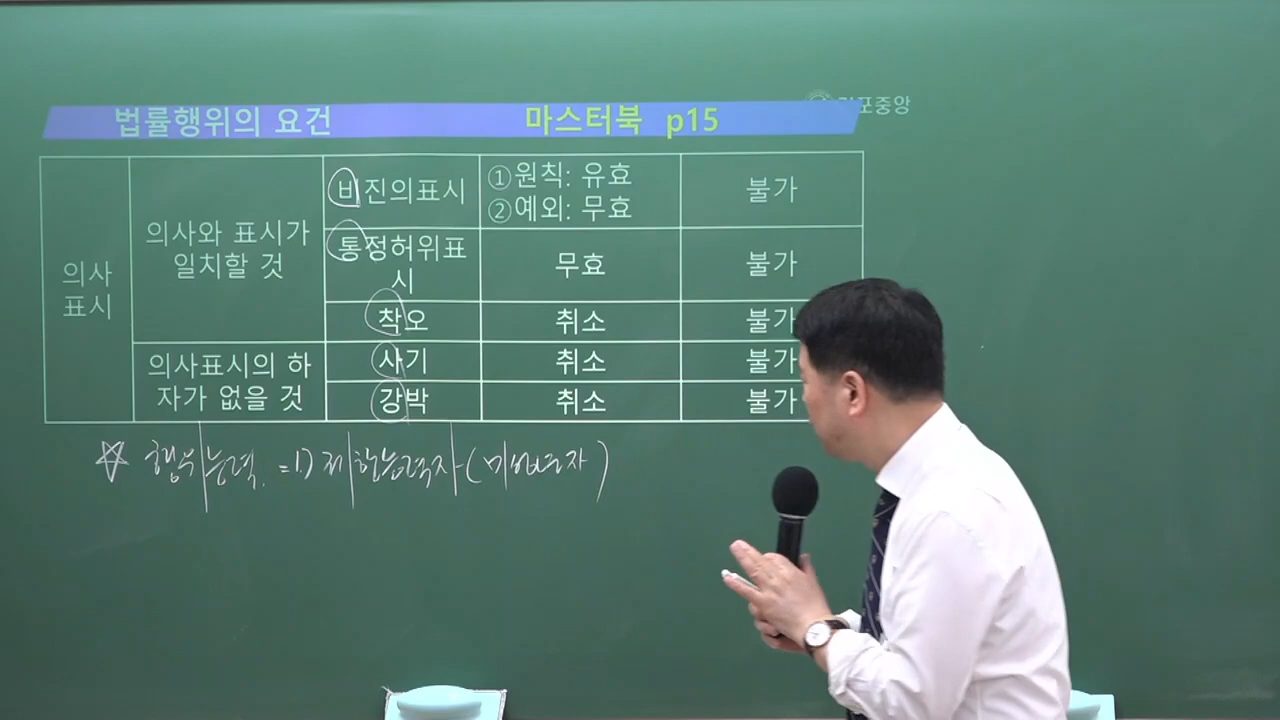 법률행위의 요건 마스터북 p15
포중앙
의사
표시
의사와 표시가
일치할 것
비진의표시
①원칙: 유효
②예외: 무효
불가
통정허위표
시
무효
불가
착오
취소
불가
의사표시의 하
자가 없을 것
사기
취소
불가
강박
취소
불가
☆ 행위능력. =1) 제한능력자 (미성년자)